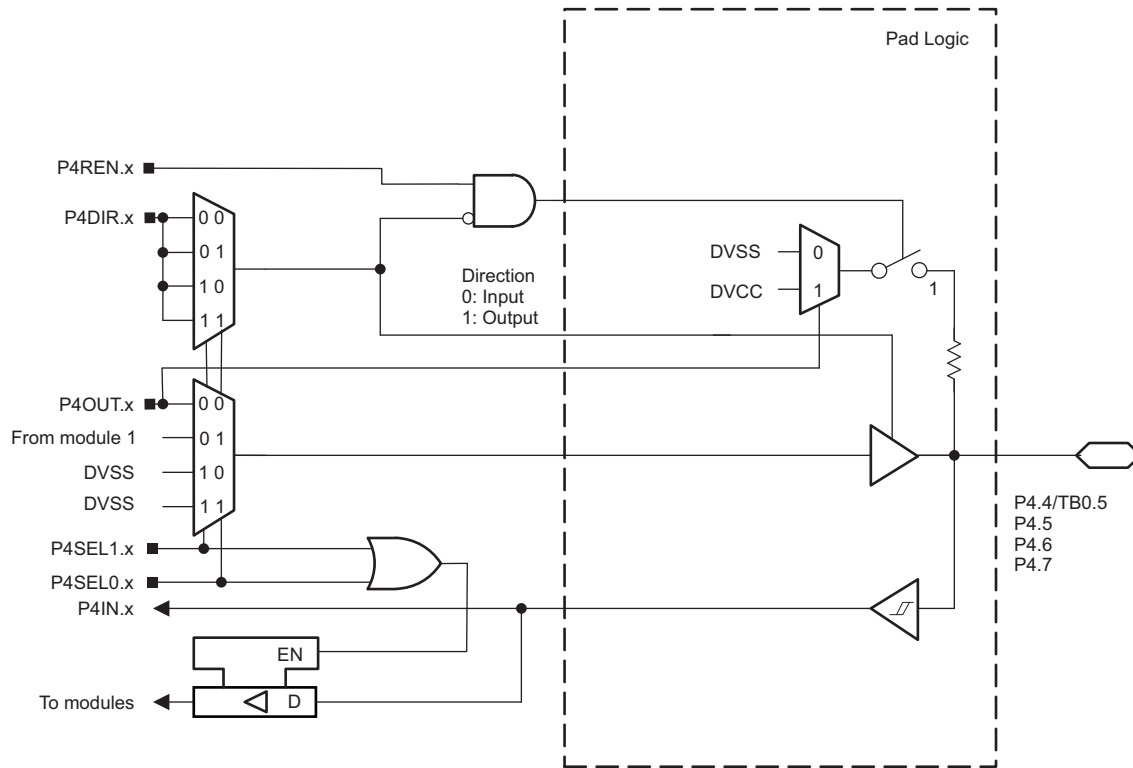 Pad Logic
P4REN.x
P4DIR.x
0 0
0 1
1 0
1 1
Direction
0: Input
1: Output
DVSS
DVCC
0
1
1
P4OUT.x
From module 1
DVSS
DVSS
0 0
0 1
1 0
1 1
P4.4/TB0.5
P4.5
P4.6
P4.7
P4SEL1.x
P4SEL0.x
P4IN.x
EN
To modules
D